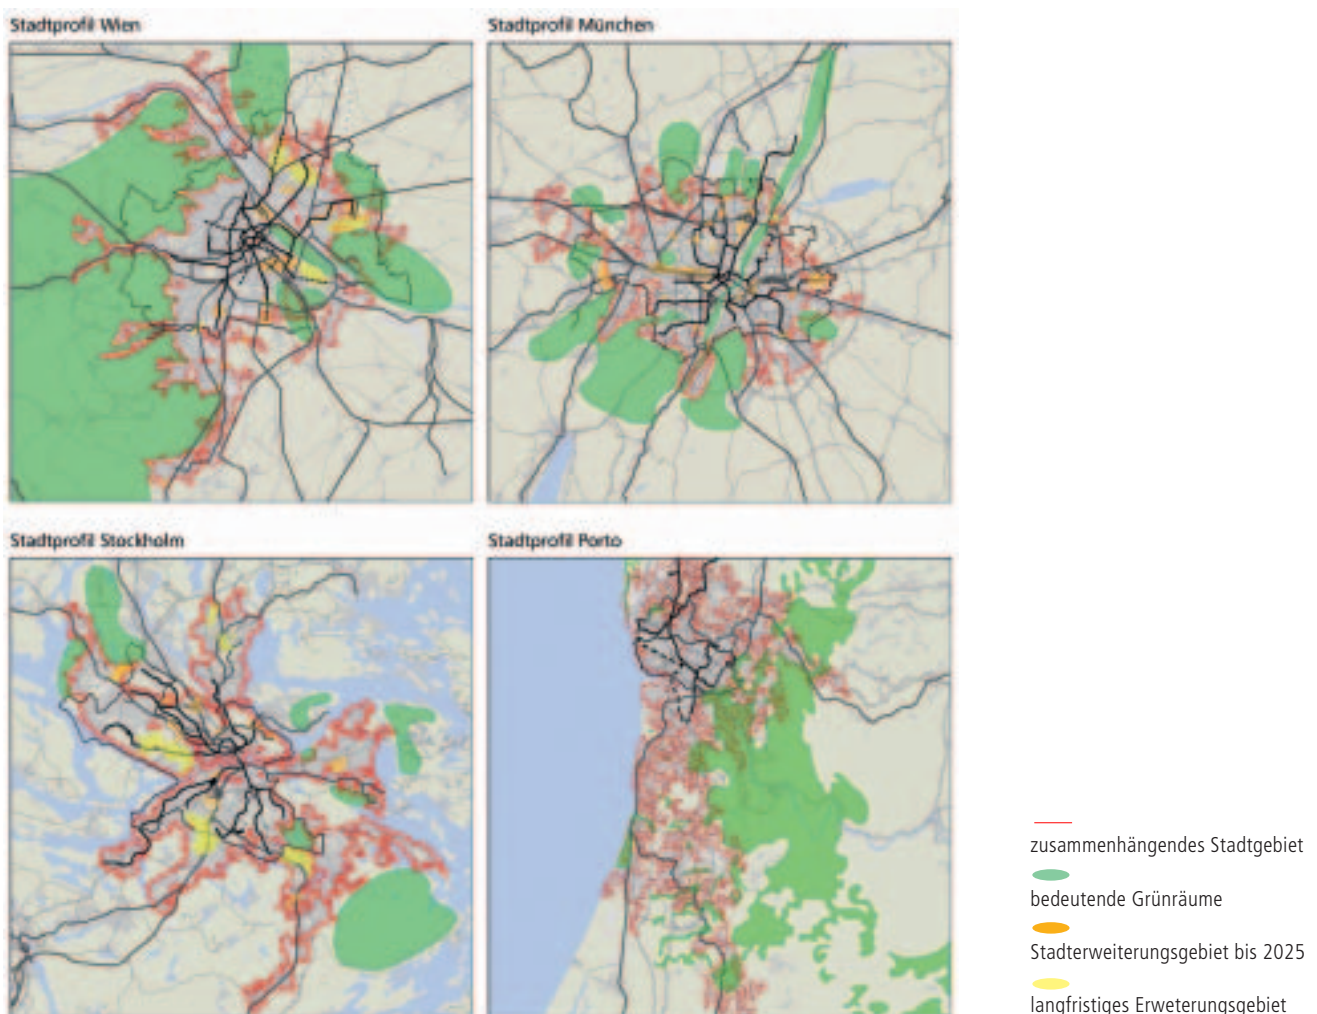 Stadtprofil Wien
Stadtprofil München
Stadtprofil Stockholm
Stadtprofil Porto
zusammenhängendes Stadtgebiet
bedeutende Grünräume
Stadterweiterungsgebiet bis 2025
langfristiges Erweterungsgebiet